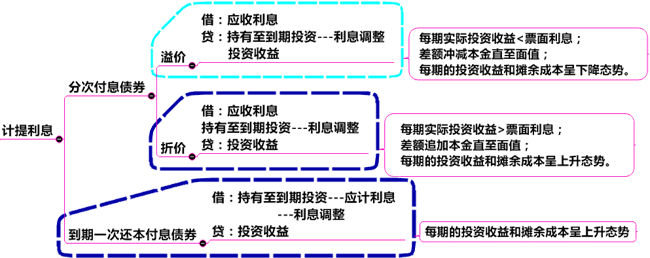 计提利息
分次付息债券
溢价
借：应收利息
贷：持有至到期投资---利息调整
投资收益
每期实际投资收益<票面利息；
差额冲减本金直至面值；
每期的投资收益和摊余成本呈下降态势。
折价
借：应收利息
持有至到期投资---利息调整
贷：投资收益
每期实际投资收益>票面利息；
差额追加本金直至面值；
每期的投资收益和摊余成本呈上升态势。
到期一次还本付息债券
借：持有至到期投资---应计利息
---利息调整
贷：投资收益
每期的投资收益和摊余成本呈上升态势